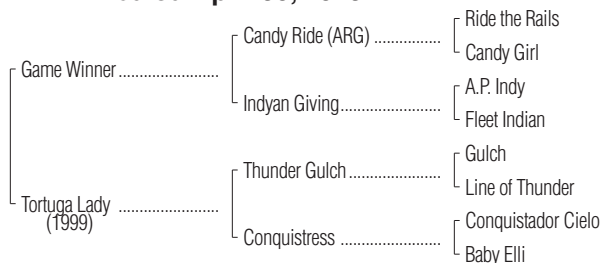 Ride the Rails
Candy Ride (ARG) ................
Candy Girl
Game Winner........................
A.P. Indy
Indyan Giving........................
Fleet Indian
Gulch
Thunder Gulch......................
Line of Thunder
Tortuga Lady ........................
(1999)
Conquistador Cielo
Conquistress ........................
Baby Elli